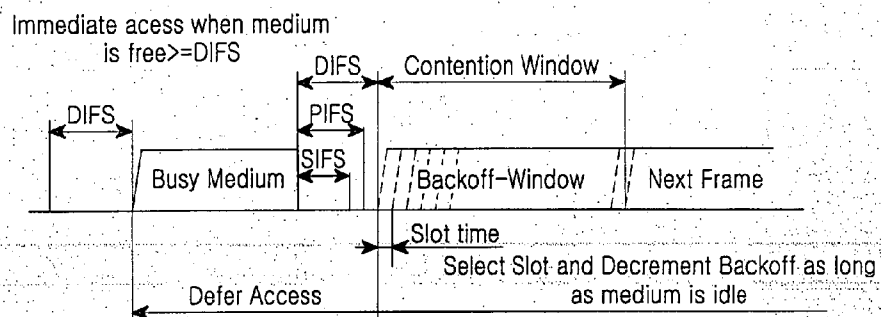 Immediate acess when medium
is free>=DIFS
DIFS
Contention Window
DIFS
PIFS
SIFS
Busy Medium
Backoff-Window
Next Frame
Slot time
Select Slot and Decrement Backoff as long
as medium is idle
Defer Access